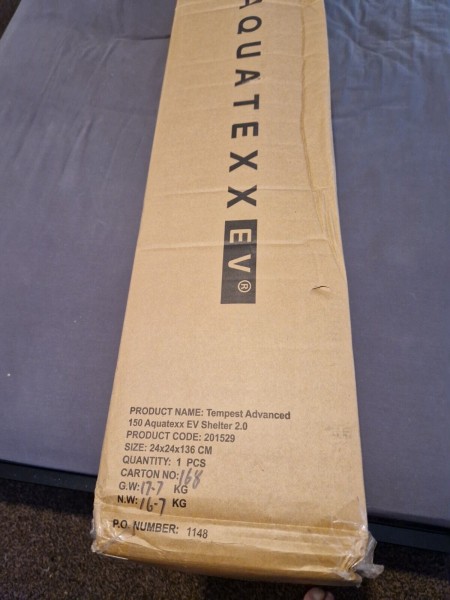 AQUATEXX EV®
PRODUCT NAME: Tempest Advanced
150 Aquatexx EV Shelter 2.0
PRODUCT CODE: 201529
SIZE: 24x24x136 CM
QUANTITY: 1 PCS
CARTON NO: 168
G.W: 17-7 KG
N.W: 16-7 KG
P.O. NUMBER: 1148